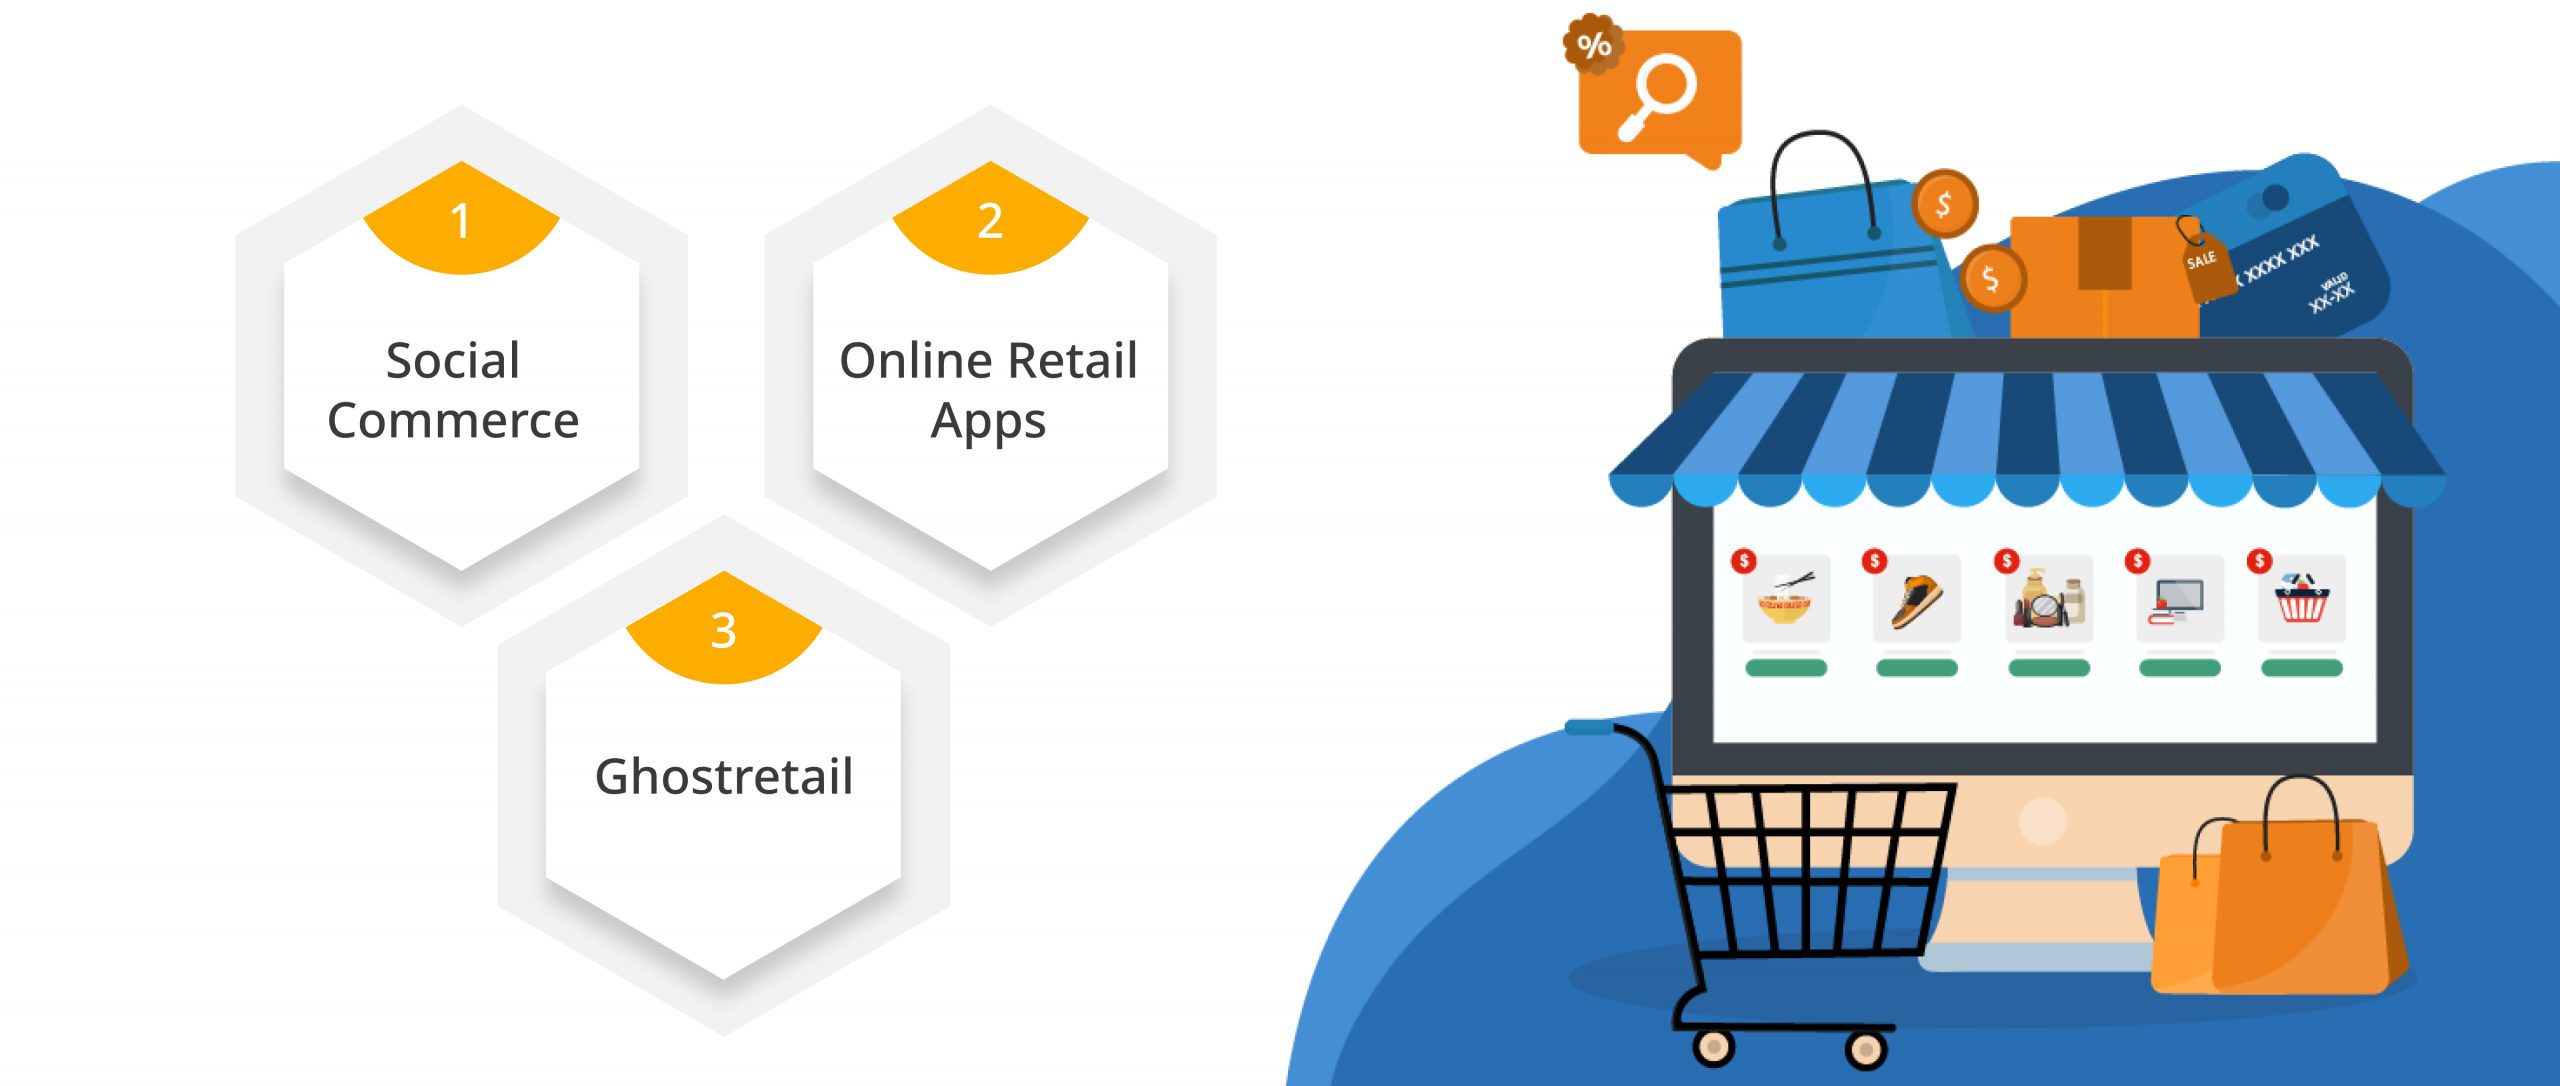 1
Social
Commerce
2
Online Retail
Apps
3
Ghostretail
%
$
$
SALE
X XXXX XXX
VALID
XX-XX
$
$
$
$
$